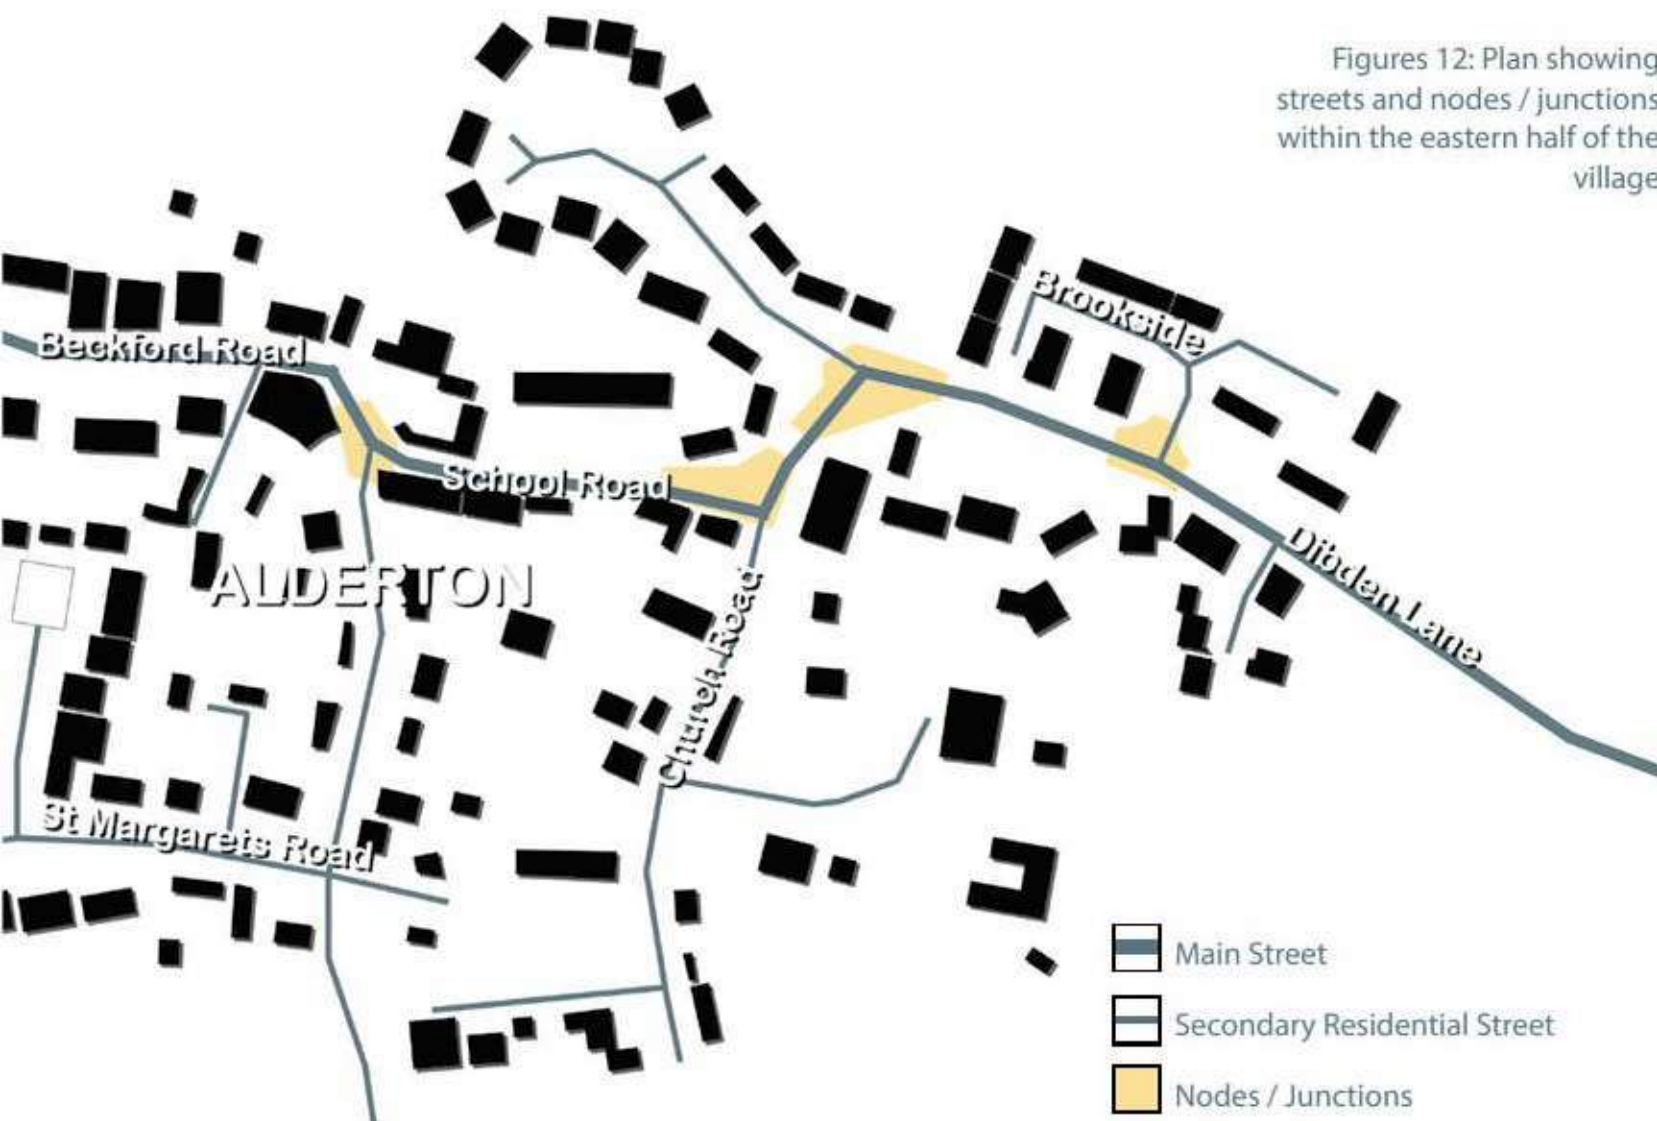 Figures 12: Plan showing
streets and nodes / junctions
within the eastern half of the
village
Brookside
Beckford Road
School Road
Dibden Lane
ALDERTON
Church Road
St Margarets Road
Main Street
Secondary Residential Street
Nodes / Junctions